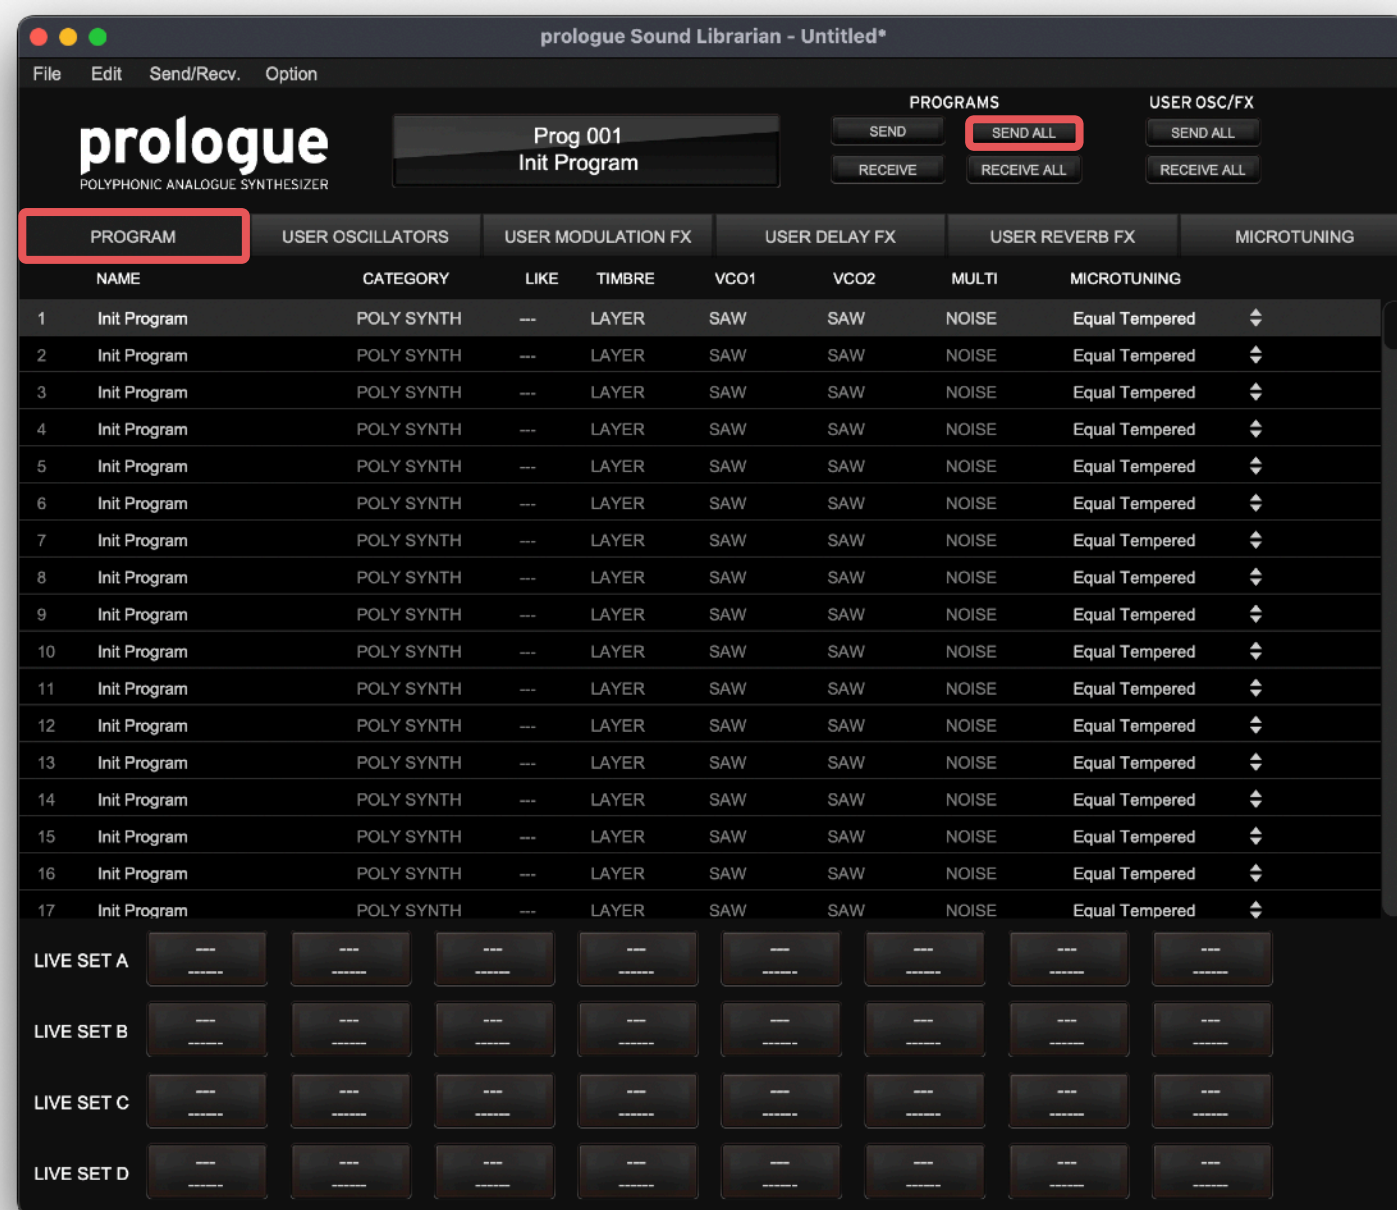 prologue Sound Librarian - Untitled*
File Edit Send/Recv. Option
PROGRAMS USER OSC/FX
prologue
POLYPHONIC ANALOGUE SYNTHESIZER
Prog 001
Init Program
SEND SEND ALL SEND ALL
RECEIVE RECEIVE ALL RECEIVE ALL
PROGRAM USER OSCILLATORS USER MODULATION FX USER DELAY FX USER REVERB FX MICROTUNING
NAME CATEGORY LIKE TIMBRE VCO1 VCO2 MULTI MICROTUNING
1 Init Program POLY SYNTH --- LAYER SAW SAW NOISE Equal Tempered
2 Init Program POLY SYNTH --- LAYER SAW SAW NOISE Equal Tempered
3 Init Program POLY SYNTH --- LAYER SAW SAW NOISE Equal Tempered
4 Init Program POLY SYNTH --- LAYER SAW SAW NOISE Equal Tempered
5 Init Program POLY SYNTH --- LAYER SAW SAW NOISE Equal Tempered
6 Init Program POLY SYNTH --- LAYER SAW SAW NOISE Equal Tempered
7 Init Program POLY SYNTH --- LAYER SAW SAW NOISE Equal Tempered
8 Init Program POLY SYNTH --- LAYER SAW SAW NOISE Equal Tempered
9 Init Program POLY SYNTH --- LAYER SAW SAW NOISE Equal Tempered
10 Init Program POLY SYNTH --- LAYER SAW SAW NOISE Equal Tempered
11 Init Program POLY SYNTH --- LAYER SAW SAW NOISE Equal Tempered
12 Init Program POLY SYNTH --- LAYER SAW SAW NOISE Equal Tempered
13 Init Program POLY SYNTH --- LAYER SAW SAW NOISE Equal Tempered
14 Init Program POLY SYNTH --- LAYER SAW SAW NOISE Equal Tempered
15 Init Program POLY SYNTH --- LAYER SAW SAW NOISE Equal Tempered
16 Init Program POLY SYNTH --- LAYER SAW SAW NOISE Equal Tempered
17 Init Program POLY SYNTH --- LAYER SAW SAW NOISE Equal Tempered
--- --- --- --- --- --- --- ---
LIVE SET A
------ ------ ------ ------ ------ ------ ------ ------
--- --- --- --- --- --- --- ---
LIVE SET B
------ ------ ------ ------ ------ ------ ------ ------
--- --- --- --- --- --- --- ---
LIVE SET C
------ ------ ------ ------ ------ ------ ------ ------
--- --- --- --- --- --- --- ---
LIVE SET D
------ ------ ------ ------ ------ ------ ------ ------